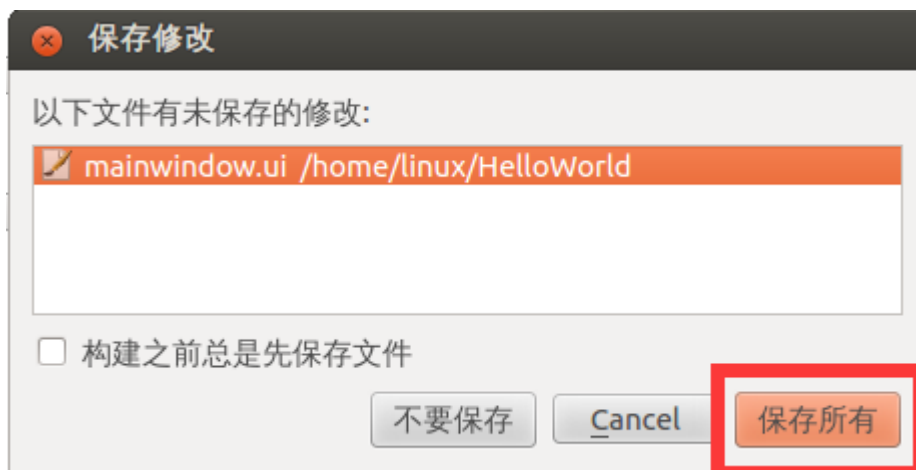 保存修改
以下文件有未保存的修改:
mainwindow.ui /home/linux/HelloWorld
构建之前总是先保存文件
不要保存 Cancel 保存所有